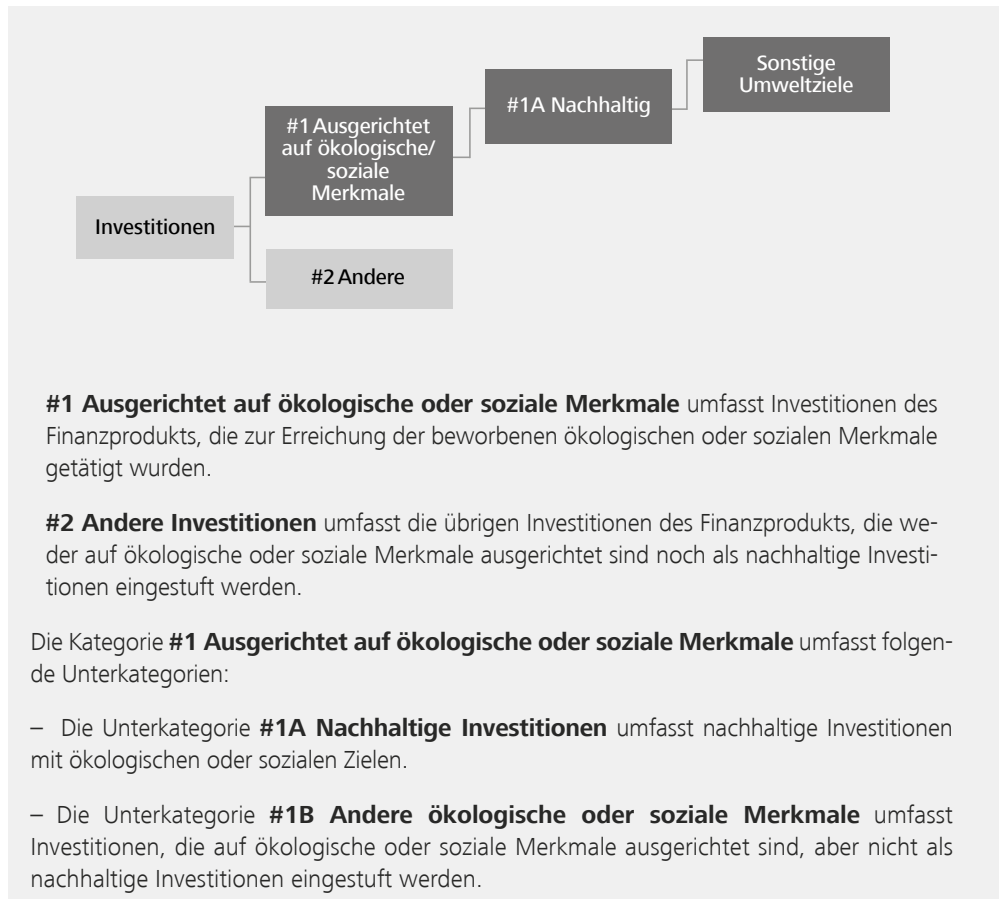 Sonstige
Umweltziele
#1A Nachhaltig
#1 Ausgerichtet
auf ökologische/
soziale
Merkmale
Investitionen
#2 Andere
#1 Ausgerichtet auf ökologische oder soziale Merkmale umfasst Investitionen des
Finanzprodukts, die zur Erreichung der beworbenen ökologischen oder sozialen Merkmale
getätigt wurden.
#2 Andere Investitionen umfasst die übrigen Investitionen des Finanzprodukts, die we-
der auf ökologische oder soziale Merkmale ausgerichtet sind noch als nachhaltige Investi-
tionen eingestuft werden.
Die Kategorie #1 Ausgerichtet auf ökologische oder soziale Merkmale umfasst folgen-
de Unterkategorien:
– Die Unterkategorie #1A Nachhaltige Investitionen umfasst nachhaltige Investitionen
mit ökologischen oder sozialen Zielen.
– Die Unterkategorie #1B Andere ökologische oder soziale Merkmale umfasst
Investitionen, die auf ökologische oder soziale Merkmale ausgerichtet sind, aber nicht als
nachhaltige Investitionen eingestuft werden.